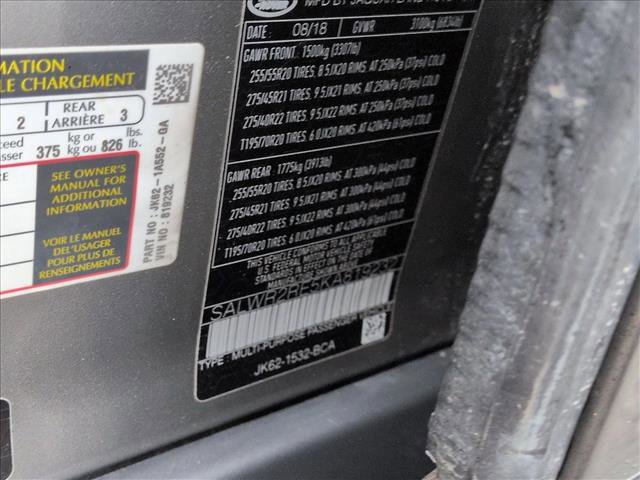 RMATION
LE CHARGEMENT
2 REAR ARRIÈRE 3
ceed
sser 375 kg or kg ou 826 lbs. lb.
RE
SEE OWNER'S
MANUAL FOR
ADDITIONAL
INFORMATION
VOIR LE MANUEL
DE L'USAGER
POUR PLUS DE
RENSEIGNEMENTS
PART NO: JK62-1A552-GA
VIN NO: 819232
MFD BY JAGUAR LAND
DATE: 08/18 GVWR 3100kg (6834lb)
GAWR FRONT: 1500kg (3307lb)
255/55R20 TIRES: 8.5JX20 RIMS AT 250kPa (37psi) COLD
275/45R21 TIRES: 9.5JX21 RIMS AT 250kPa (37psi) COLD
275/40R22 TIRES: 9.5JX22 RIMS AT 250kPa (37psi) COLD
T195/70R20 TIRES: 6.0JX20 RIMS AT 420kPa (61psi) COLD
GAWR REAR: 1775kg (3913lb)
255/55R20 TIRES: 8.5JX20 RIMS AT 300kPa (44psi) COLD
275/45R21 TIRES: 9.5JX21 RIMS AT 300kPa (44psi) COLD
275/40R22 TIRES: 9.5JX22 RIMS AT 300kPa (44psi) COLD
T195/70R20 TIRES: 6.0JX20 RIMS AT 420kPa (61psi) COLD
THIS VEHICLE CONFORMS TO ALL APPLICABLE
U.S. FEDERAL MOTOR VEHICLE SAFETY
STANDARDS IN EFFECT ON THE DATE OF
MANUFACTURE SHOWN ABOVE
SALWR2RE5KA819232
TYPE: MULTI-PURPOSE PASSENGER VEHICLE
JK62-1532-BCA